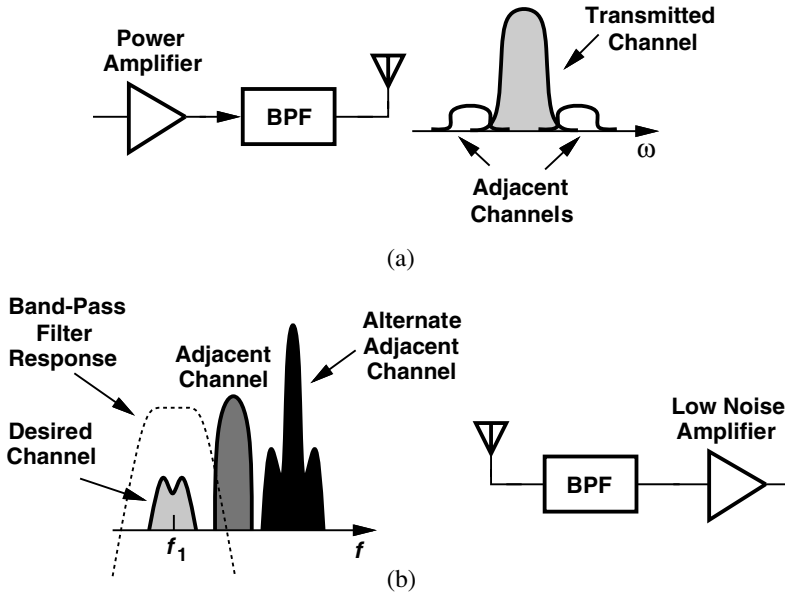 Power
Amplifier
BPF
Transmitted
Channel
ω
Adjacent
Channels
(a)
Band-Pass
Filter
Response
Desired
Channel
Adjacent
Channel
Alternate
Adjacent
Channel
f1
f
Low Noise
Amplifier
BPF
(b)